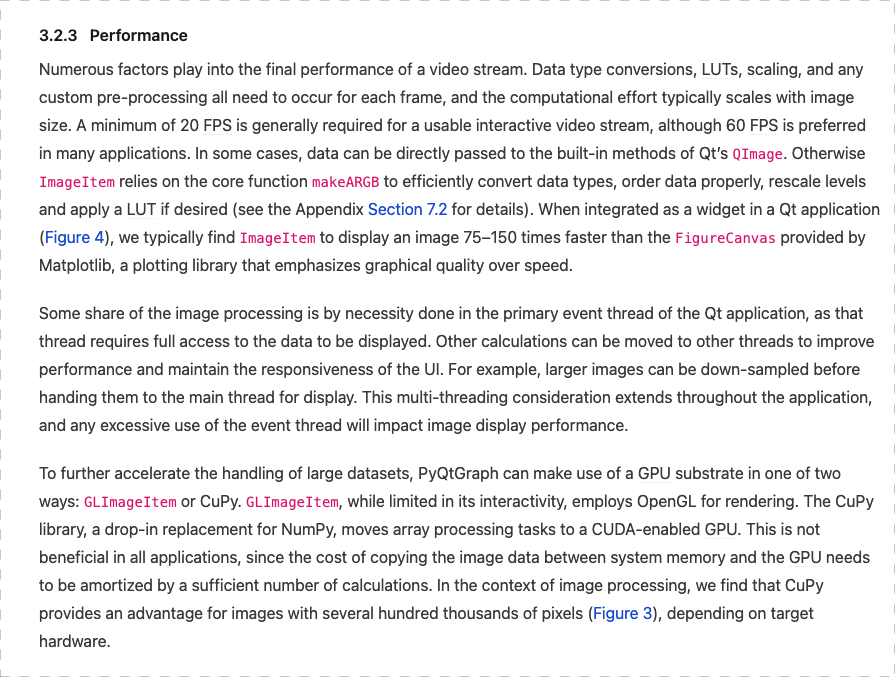 3.2.3 Performance
Numerous factors play into the final performance of a video stream. Data type conversions, LUTs, scaling, and any
custom pre-processing all need to occur for each frame, and the computational effort typically scales with image
size. A minimum of 20 FPS is generally required for a usable interactive video stream, although 60 FPS is preferred
in many applications. In some cases, data can be directly passed to the built-in methods of Qt’s QImage. Otherwise
ImageItem relies on the core function makeARGB to efficiently convert data types, order data properly, rescale levels
and apply a LUT if desired (see the Appendix Section 7.2 for details). When integrated as a widget in a Qt application
(Figure 4), we typically find ImageItem to display an image 75–150 times faster than the FigureCanvas provided by
Matplotlib, a plotting library that emphasizes graphical quality over speed.
Some share of the image processing is by necessity done in the primary event thread of the Qt application, as that
thread requires full access to the data to be displayed. Other calculations can be moved to other threads to improve
performance and maintain the responsiveness of the UI. For example, larger images can be down-sampled before
handing them to the main thread for display. This multi-threading consideration extends throughout the application,
and any excessive use of the event thread will impact image display performance.
To further accelerate the handling of large datasets, PyQtGraph can make use of a GPU substrate in one of two
ways: GLImageItem or CuPy. GLImageItem, while limited in its interactivity, employs OpenGL for rendering. The CuPy
library, a drop-in replacement for NumPy, moves array processing tasks to a CUDA-enabled GPU. This is not
beneficial in all applications, since the cost of copying the image data between system memory and the GPU needs
to be amortized by a sufficient number of calculations. In the context of image processing, we find that CuPy
provides an advantage for images with several hundred thousands of pixels (Figure 3), depending on target
hardware.